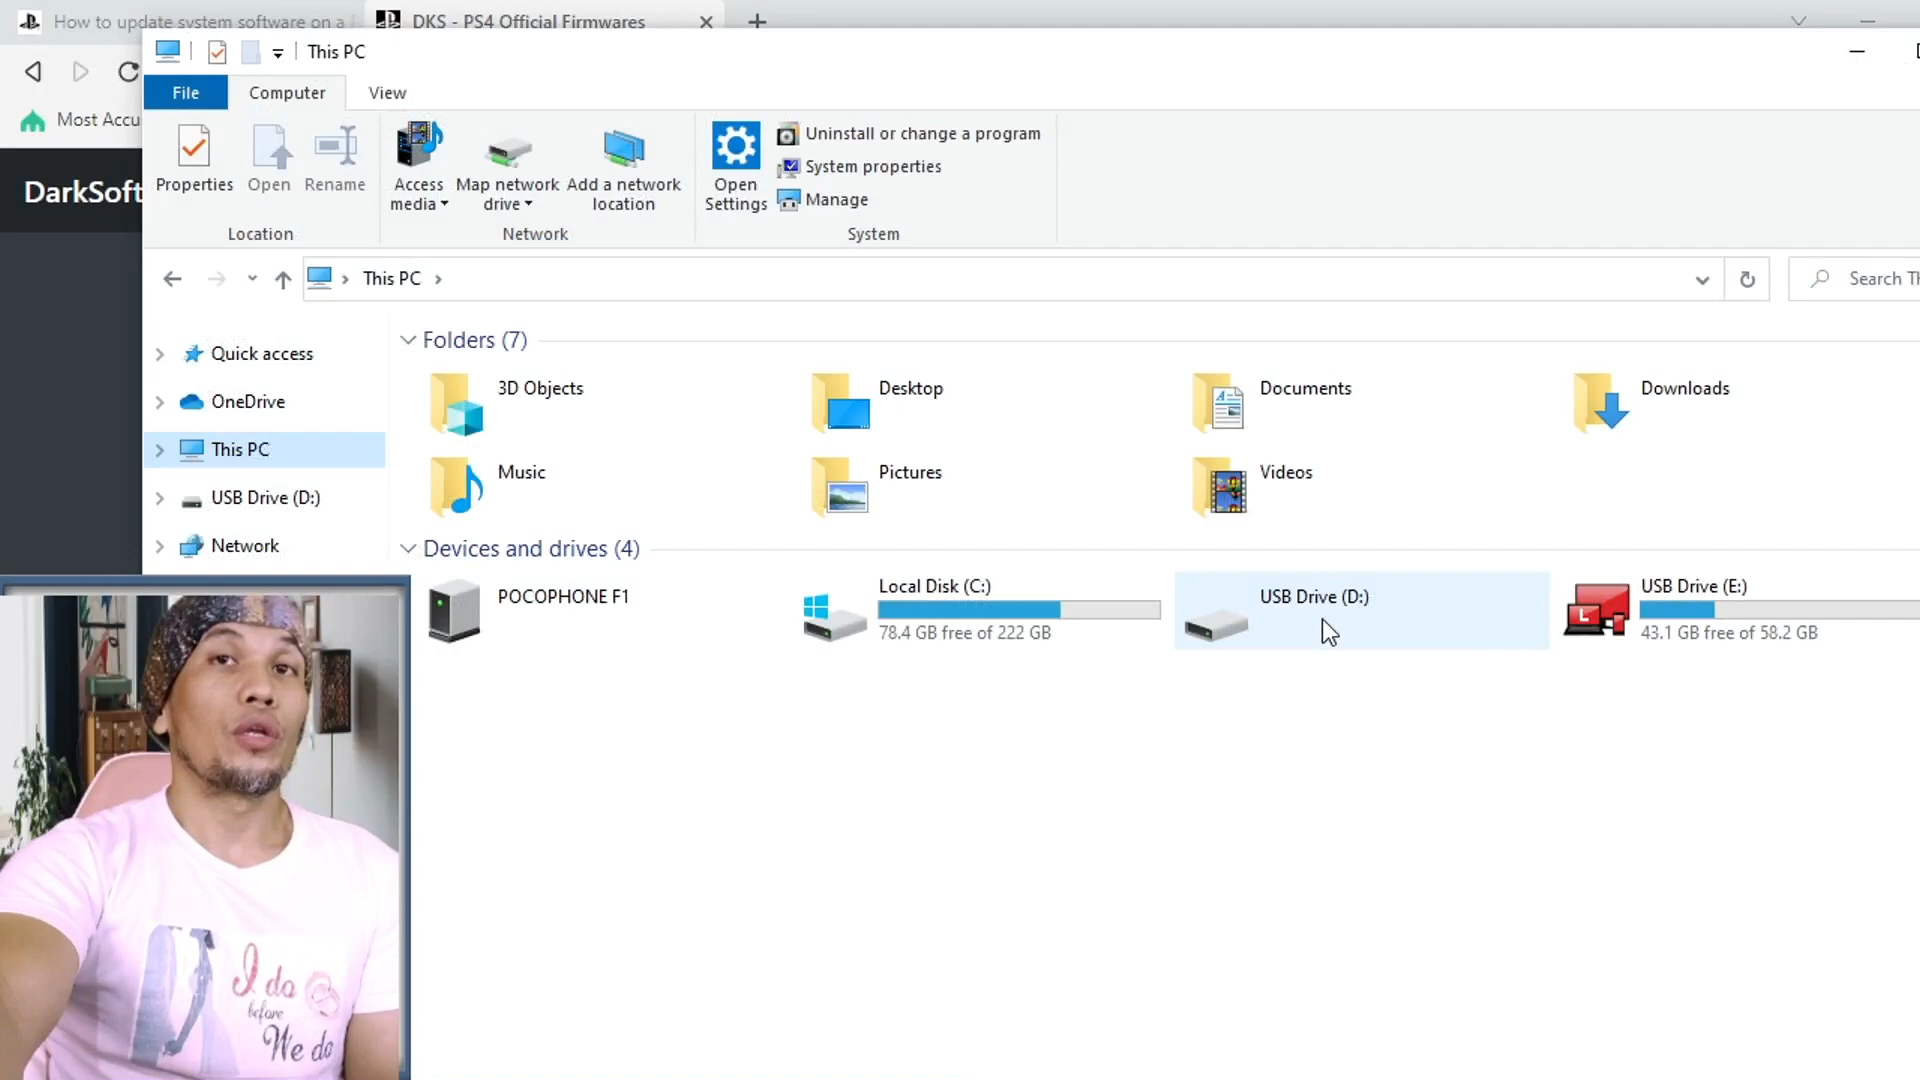 How to update system software on a
DKS - PS4 Official Firmwares
This PC
File
Computer
View
Most Accu
DarkSoft
Properties
Open
Rename
Access
media
Map network
drive
Add a network
location
Open
Settings
Uninstall or change a program
System properties
Manage
Location
Network
System
This PC
Search Th
Quick access
OneDrive
This PC
USB Drive (D:)
Network
Folders (7)
3D Objects
Desktop
Documents
Downloads
Music
Pictures
Videos
Devices and drives (4)
POCOPHONE F1
Local Disk (C:)
78.4 GB free of 222 GB
USB Drive (D:)
L
USB Drive (E:)
43.1 GB free of 58.2 GB
I do
before
We do